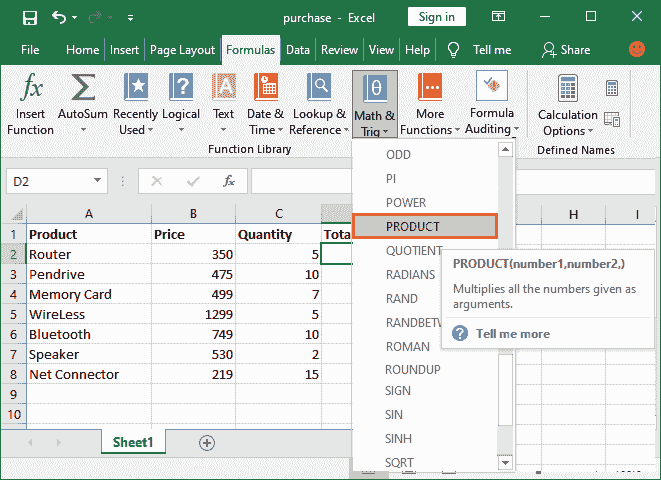 purchase - Excel
Sign in
File Home Insert Page Layout Formulas Data Review View Help Tell me Share
fx Σ ? A θ
Insert Function
AutoSum
Recently Used
Logical
Text
Date & Time
Lookup & Reference
Math & Trig
More Functions
Formula Auditing
Calculation Options
Function Library
Defined Names
D2
fx
A B C H I
1 Product Price Quantity Tota
2 Router 350 5
3 Pendrive 475 10
4 Memory Card 499 7
5 WireLess 1299 5
6 Bluetooth 749 10
7 Speaker 530 2
8 Net Connector 219 15
9
10
ODD
PI
POWER
PRODUCT
QUOTIENT
RADIANS
RAND
RANDBETW
ROMAN
ROUNDUP
SIGN
SIN
SINH
SQRT
PRODUCT(number1,number2,)
Multiplies all the numbers given as
arguments.
? Tell me more
Sheet1